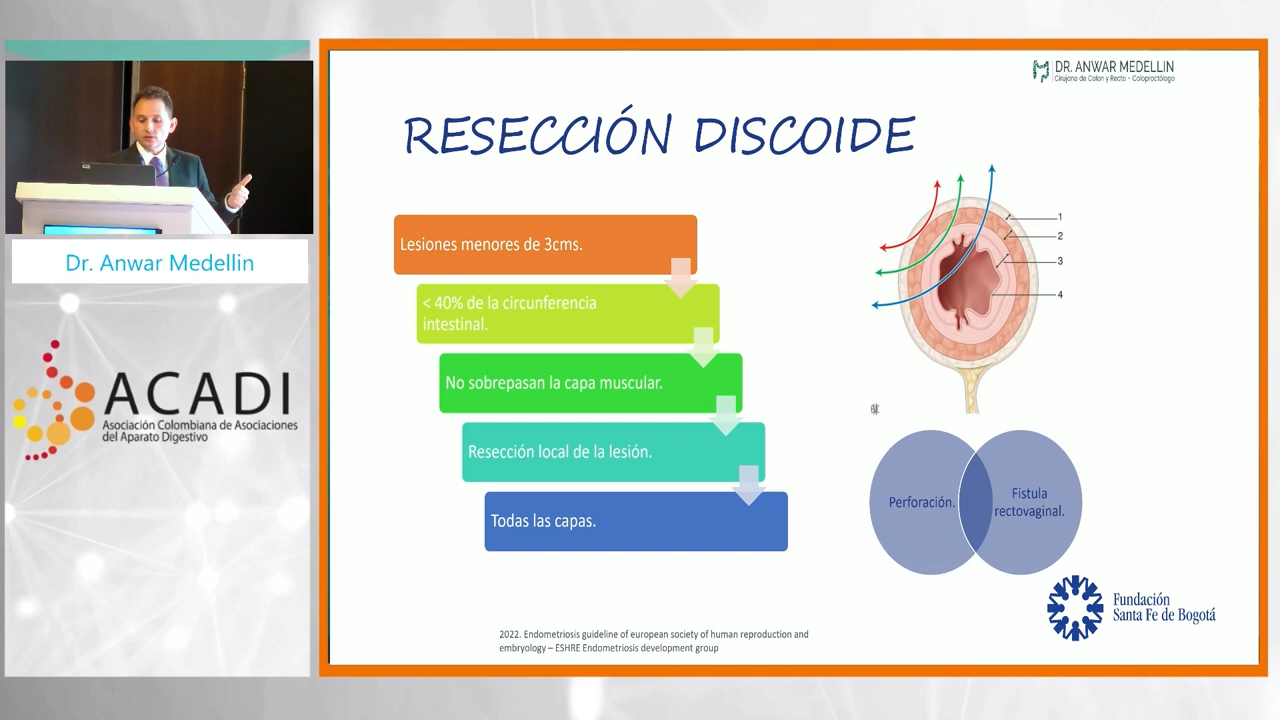 DR. ANWAR MEDELLIN
Cirujano de Colon y Recto - Coloproctólogo
RESECCIÓN DISCOIDE
Lesiones menores de 3cms.
< 40% de la circunferencia
intestinal.
No sobrepasan la capa muscular.
Resección local de la lesión.
Todas las capas.
1
2
3
4
Perforación.
Fistula
rectovaginal.
Dr. Anwar Medellin
ACADI
Asociación Colombiana de Asociaciones
del Aparato Digestivo
Fundación
Santa Fe de Bogotá
2022. Endometriosis guideline of european society of human reproduction and
embryology – ESHRE Endometriosis development group